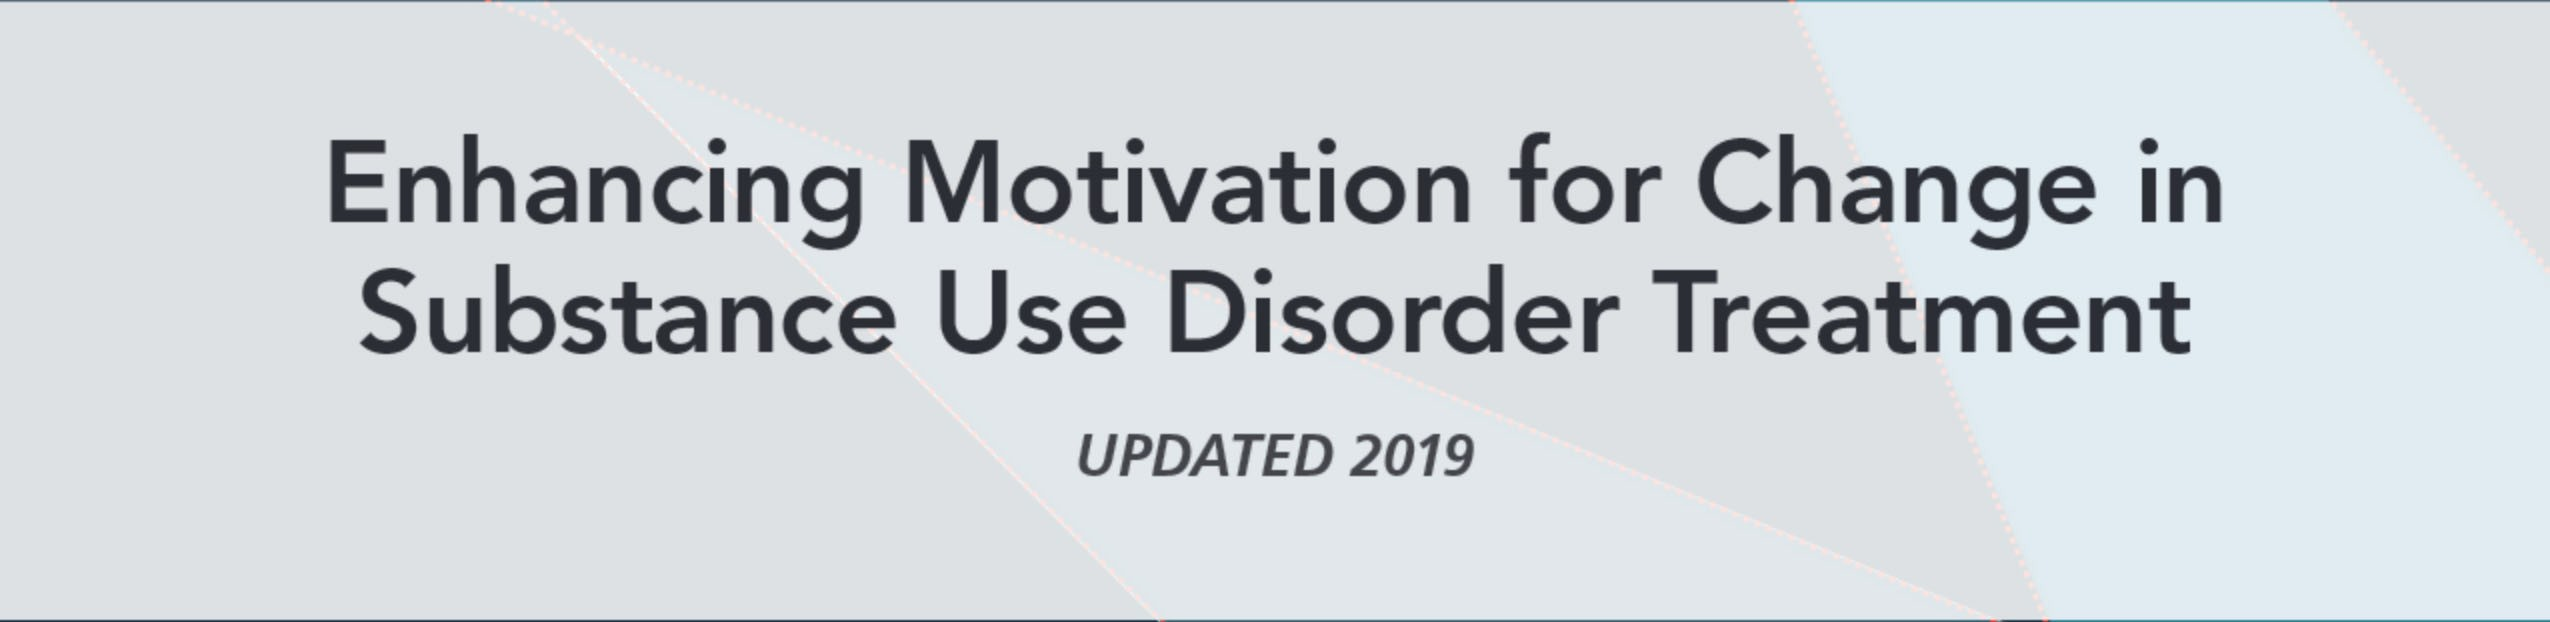 Enhancing Motivation for Change in
Substance Use Disorder Treatment
UPDATED 2019